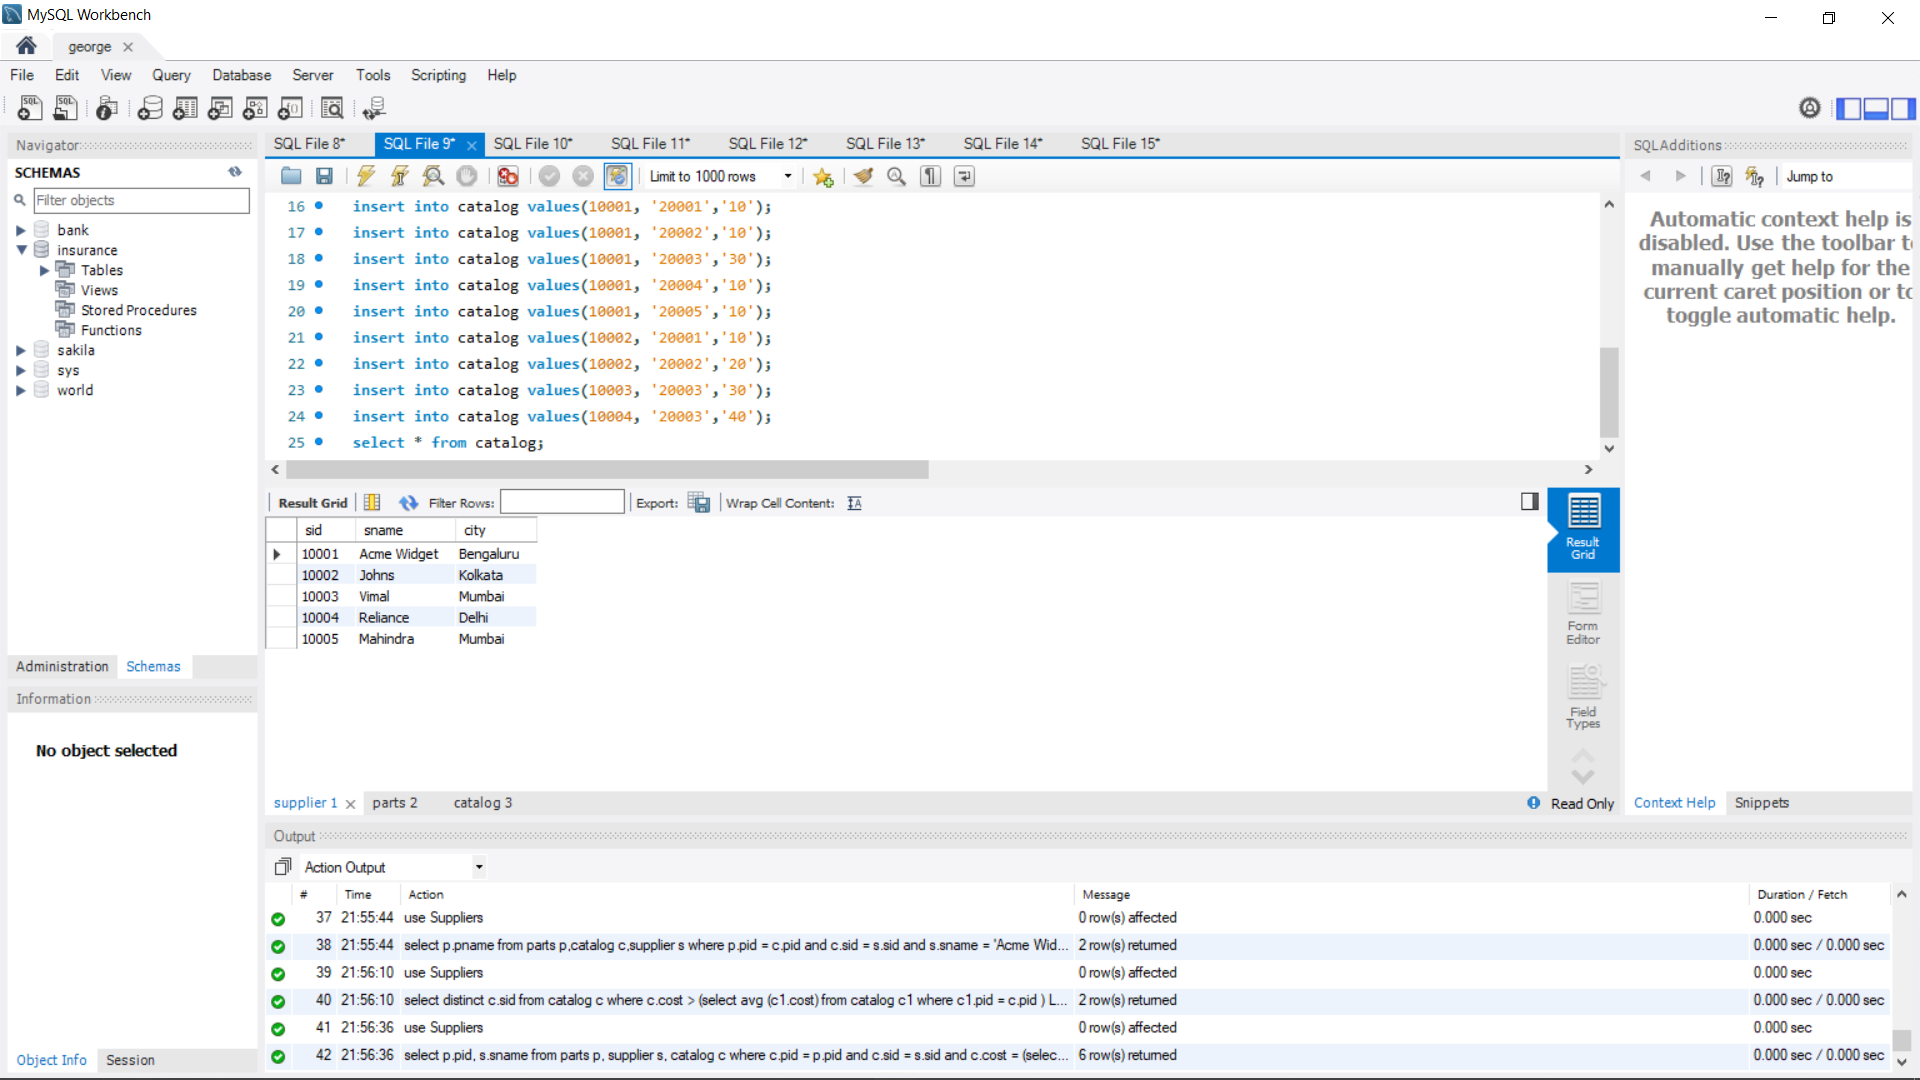 MySQL Workbench
george
File Edit View Query Database Server Tools Scripting Help
Navigator
SCHEMAS
Filter objects
bank
insurance
Tables
Views
Stored Procedures
Functions
sakila
sys
world
Administration Schemas
Information
No object selected
Object Info Session
SQL File 8* SQL File 9* SQL File 10* SQL File 11* SQL File 12* SQL File 13* SQL File 14* SQL File 15*
Limit to 1000 rows
16 insert into catalog values(10001, '20001','10');
17 insert into catalog values(10001, '20002','10');
18 insert into catalog values(10001, '20003','30');
19 insert into catalog values(10001, '20004','10');
20 insert into catalog values(10001, '20005','10');
21 insert into catalog values(10002, '20001','10');
22 insert into catalog values(10002, '20002','20');
23 insert into catalog values(10003, '20003','30');
24 insert into catalog values(10004, '20003','40');
25 select * from catalog;
Result Grid Filter Rows: Export: Wrap Cell Content:
sid sname city
10001 Acme Widget Bengaluru
10002 Johns Kolkata
10003 Vimal Mumbai
10004 Reliance Delhi
10005 Mahindra Mumbai
Result
Grid
Form
Editor
Field
Types
supplier 1 parts 2 catalog 3
Read Only
SQLAdditions
Jump to
Automatic context help is
disabled. Use the toolbar t
manually get help for the
current caret position or to
toggle automatic help.
Context Help Snippets
Output
Action Output
# Time Action Message Duration / Fetch
37 21:55:44 use Suppliers 0 row(s) affected 0.000 sec
38 21:55:44 select p.pname from parts p,catalog c,supplier s where p.pid = c.pid and c.sid = s.sid and s.sname = 'Acme Wid... 2 row(s) returned 0.000 sec / 0.000 sec
39 21:56:10 use Suppliers 0 row(s) affected 0.000 sec
40 21:56:10 select distinct c.sid from catalog c where c.cost > (select avg (c1.cost) from catalog c1 where c1.pid = c.pid ) L... 2 row(s) returned 0.000 sec / 0.000 sec
41 21:56:36 use Suppliers 0 row(s) affected 0.000 sec
42 21:56:36 select p.pid, s.sname from parts p, supplier s, catalog c where c.pid = p.pid and c.sid = s.sid and c.cost = (selec... 6 row(s) returned 0.000 sec / 0.000 sec